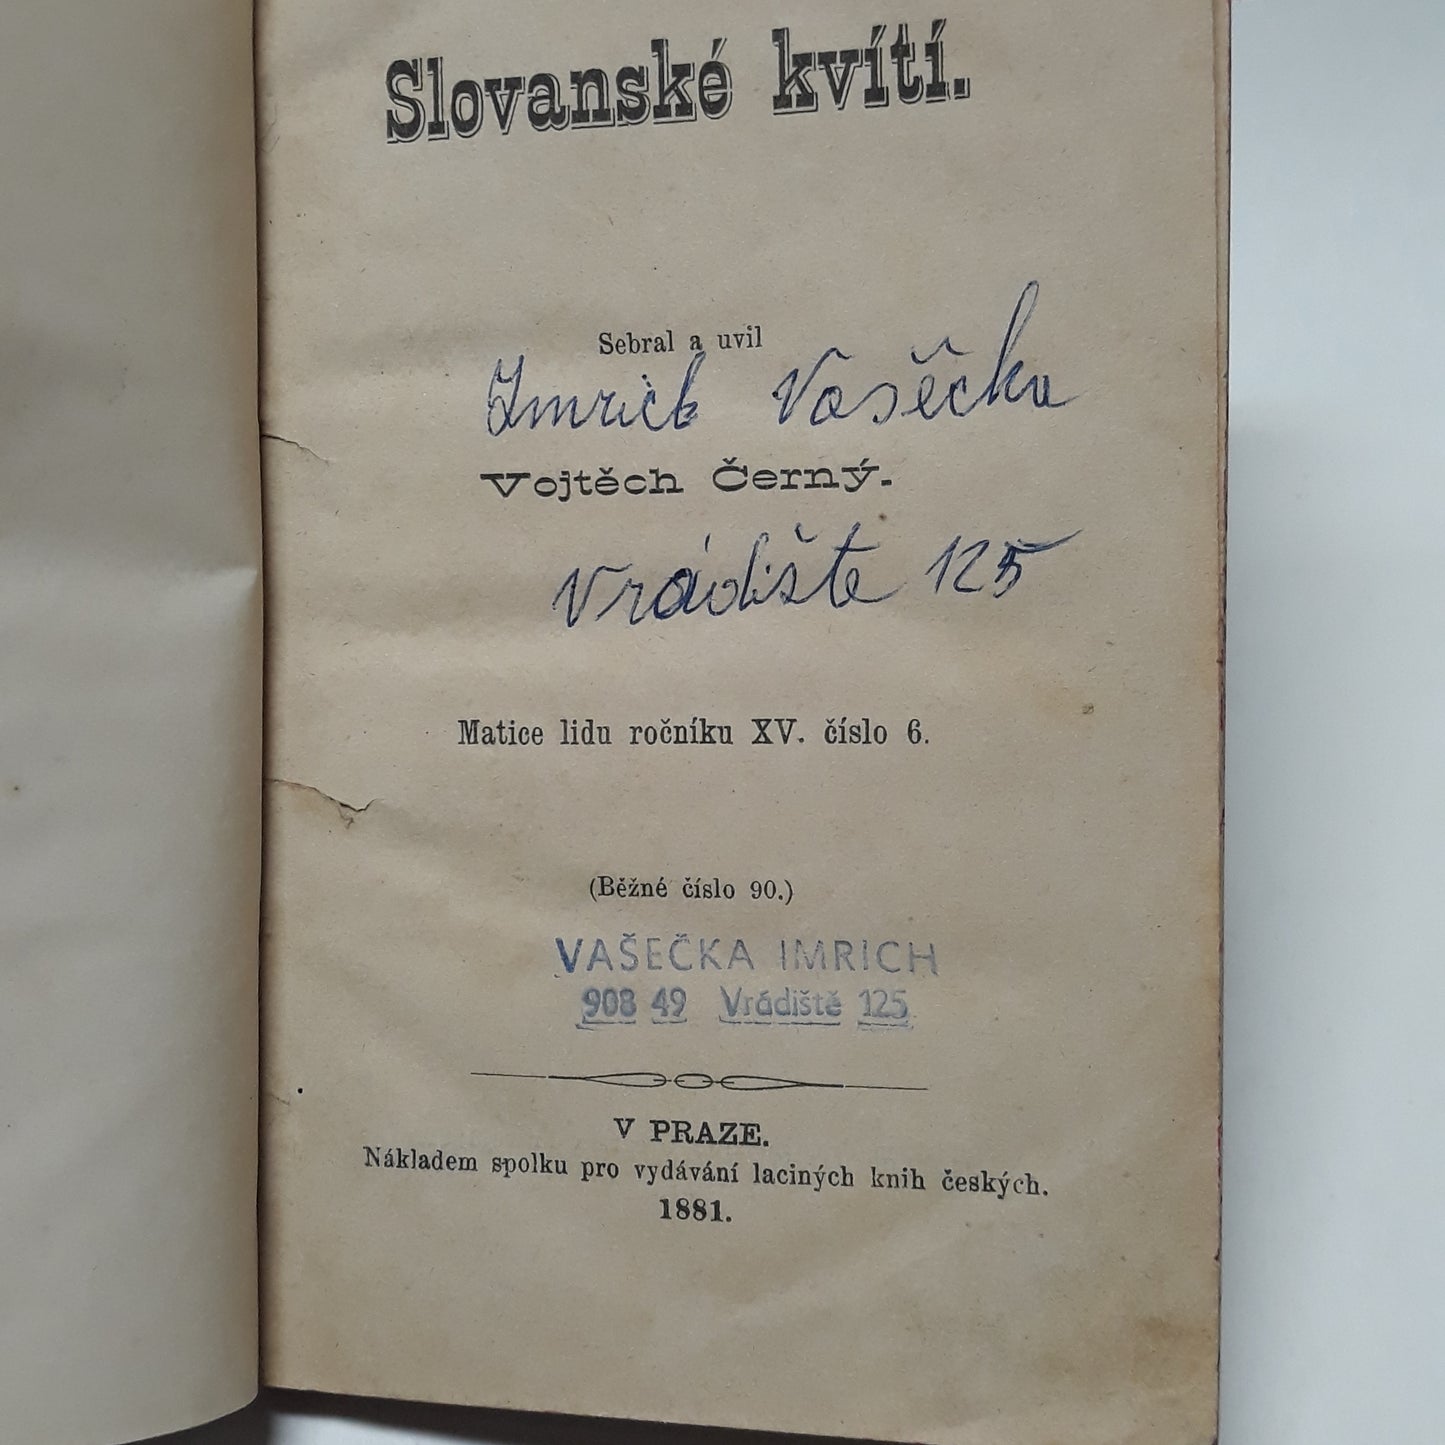 Slovanské kvítí.
Sebral a uvil
Imrich Vašečka
Vojtěch Černý.
Vrádište 125
Matice lidu ročníku XV. číslo 6.
(Běžné číslo 90.)
VAŠEČKA IMRICH
908 49 Vrádiště 125
V PRAZE.
Nákladem spolku pro vydávání laciných knih českých.
1881.